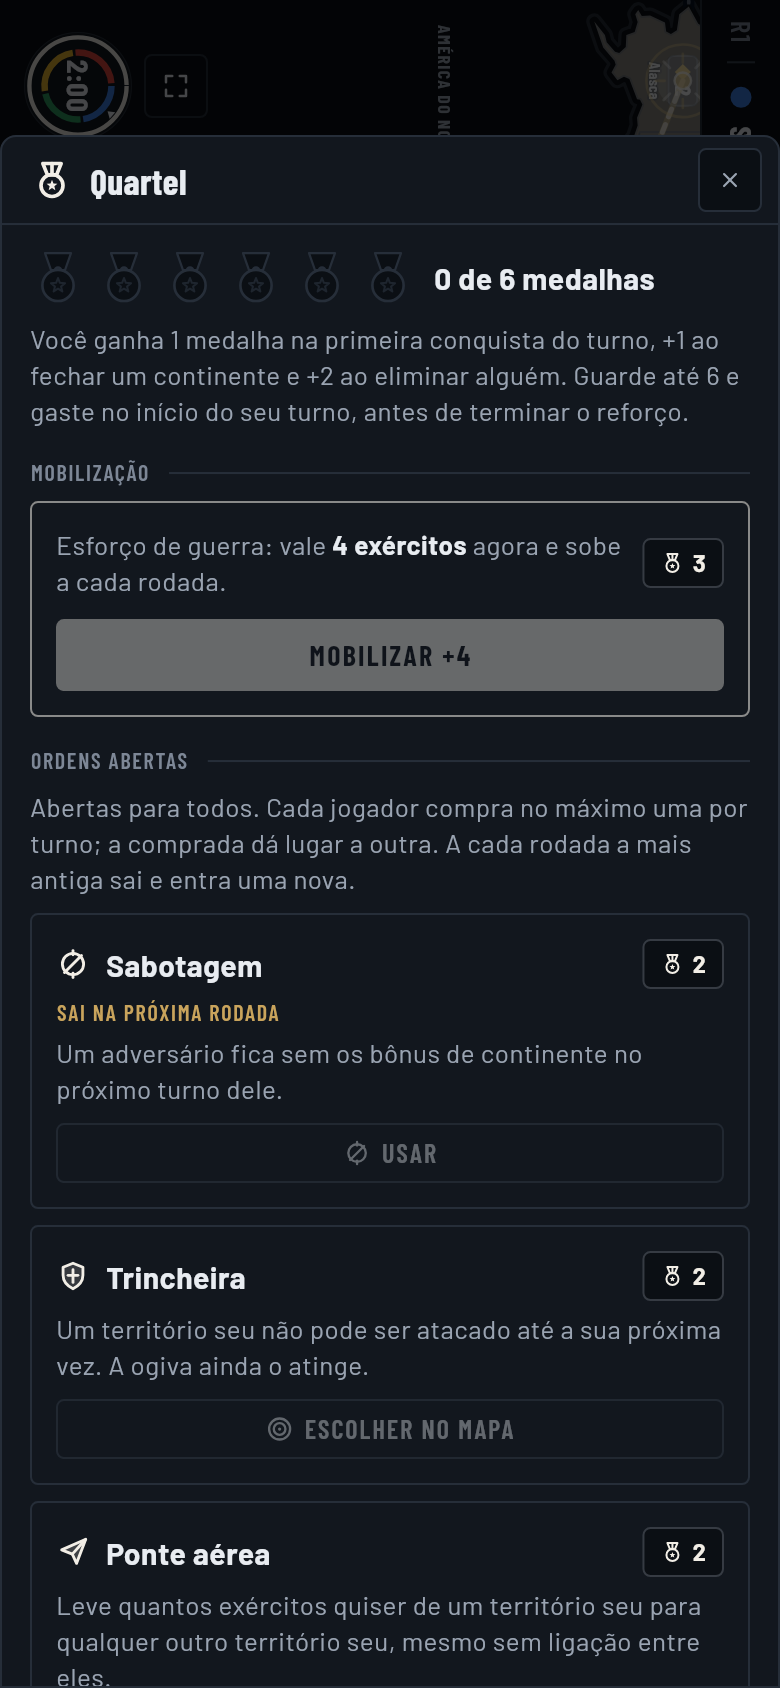 2:00
AMÉRICA DO
Alasca
R1
Quartel
0 de 6 medalhas
Você ganha 1 medalha na primeira conquista do turno, +1 ao
fechar um continente e +2 ao eliminar alguém. Guarde até 6 e
gaste no início do seu turno, antes de terminar o reforço.
MOBILIZAÇÃO
Esforço de guerra: vale 4 exércitos agora e sobe
a cada rodada.
3
MOBILIZAR +4
ORDENS ABERTAS
Abertas para todos. Cada jogador compra no máximo uma por
turno; a comprada dá lugar a outra. A cada rodada a mais
antiga sai e entra uma nova.
Sabotagem
2
SAI NA PRÓXIMA RODADA
Um adversário fica sem os bônus de continente no
próximo turno dele.
USAR
Trincheira
2
Um território seu não pode ser atacado até a sua próxima
vez. A ogiva ainda o atinge.
ESCOLHER NO MAPA
Ponte aérea
2
Leve quantos exércitos quiser de um território seu para
qualquer outro território seu, mesmo sem ligação entre
eles.